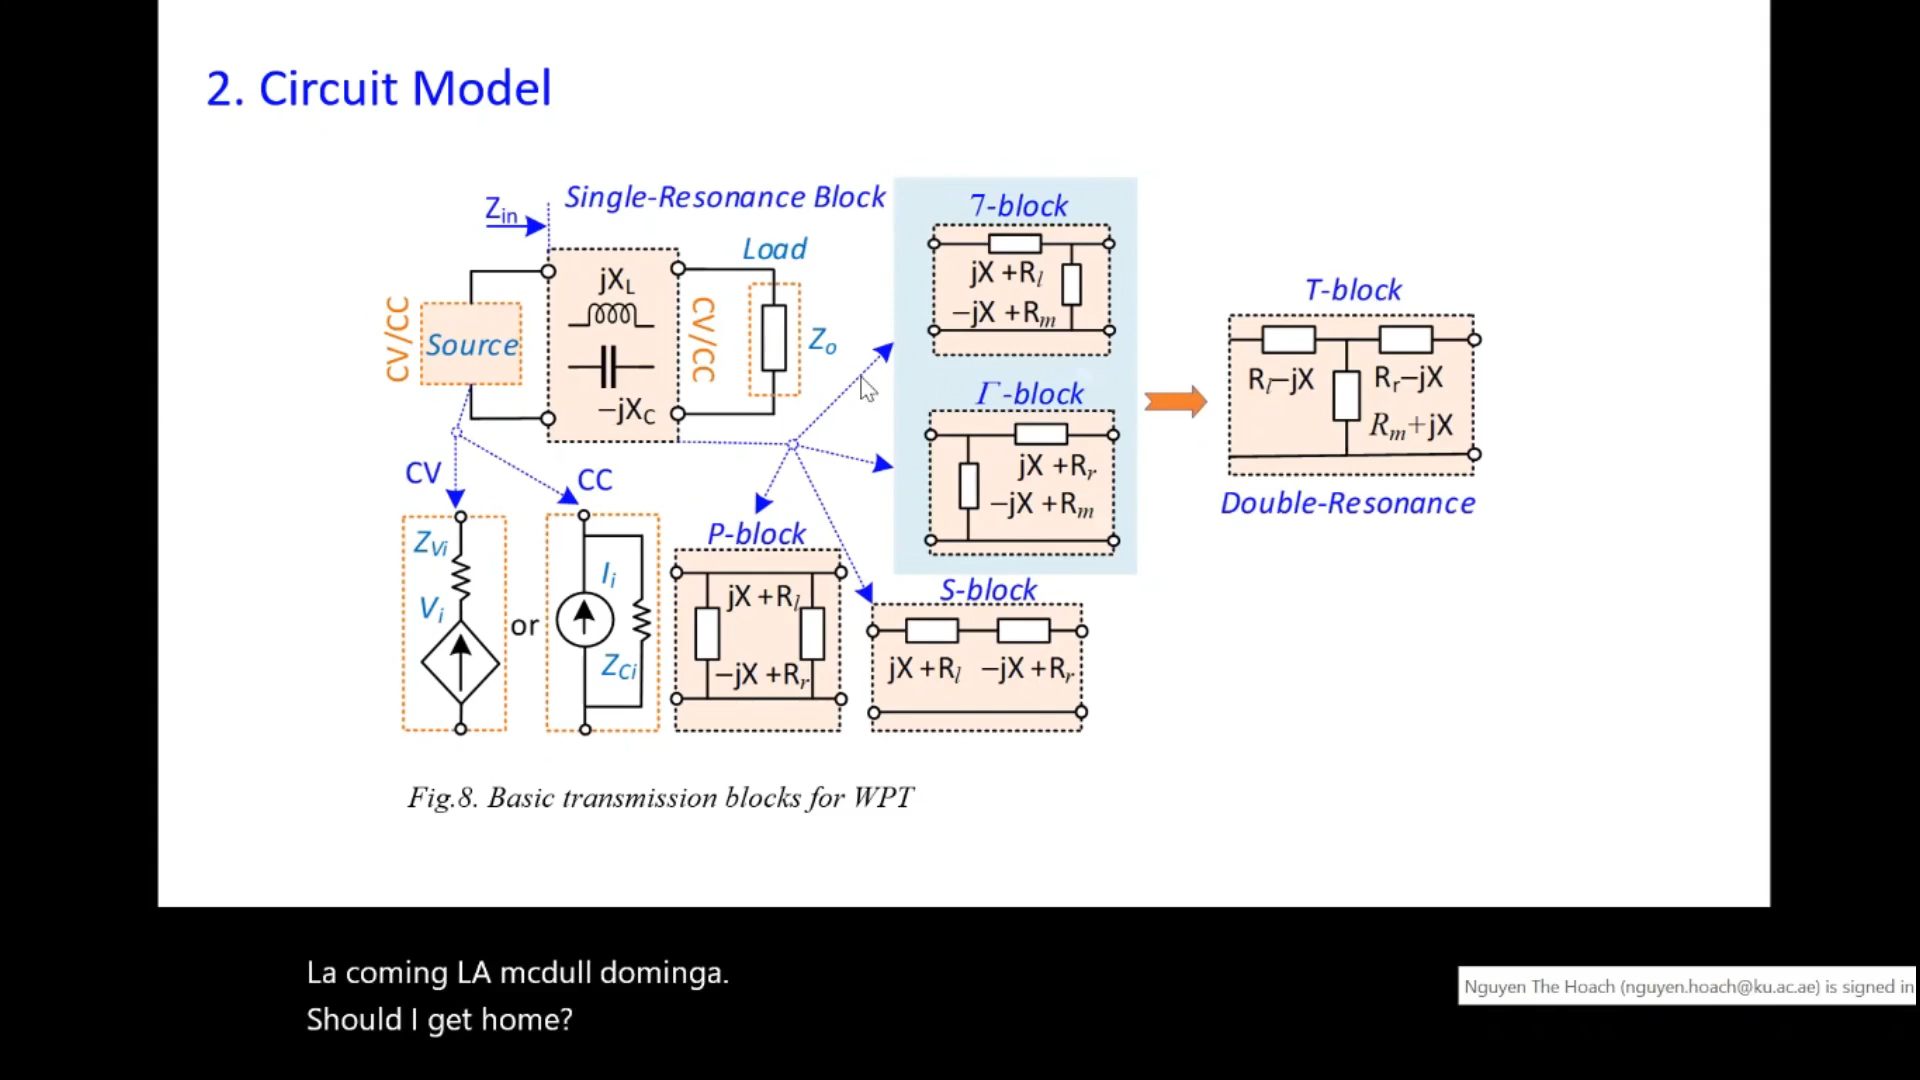 2. Circuit Model
Single-Resonance Block
Zin
Load
CV/CC
Source
jXL
−jXC
CV/CC
Zo
7-block
jX +Rl
−jX +Rm
Γ-block
jX +Rr
−jX +Rm
T-block
Rl−jX
Rr−jX
Rm+jX
Double-Resonance
CV
CC
ZVi
Vi
or
Ii
ZCi
P-block
jX +Rl
−jX +Rr
S-block
jX +Rl −jX +Rr
Fig.8. Basic transmission blocks for WPT
La coming LA mcdull dominga.
Should I get home?
Nguyen The Hoach (nguyen.hoach@ku.ac.ae) is signed in